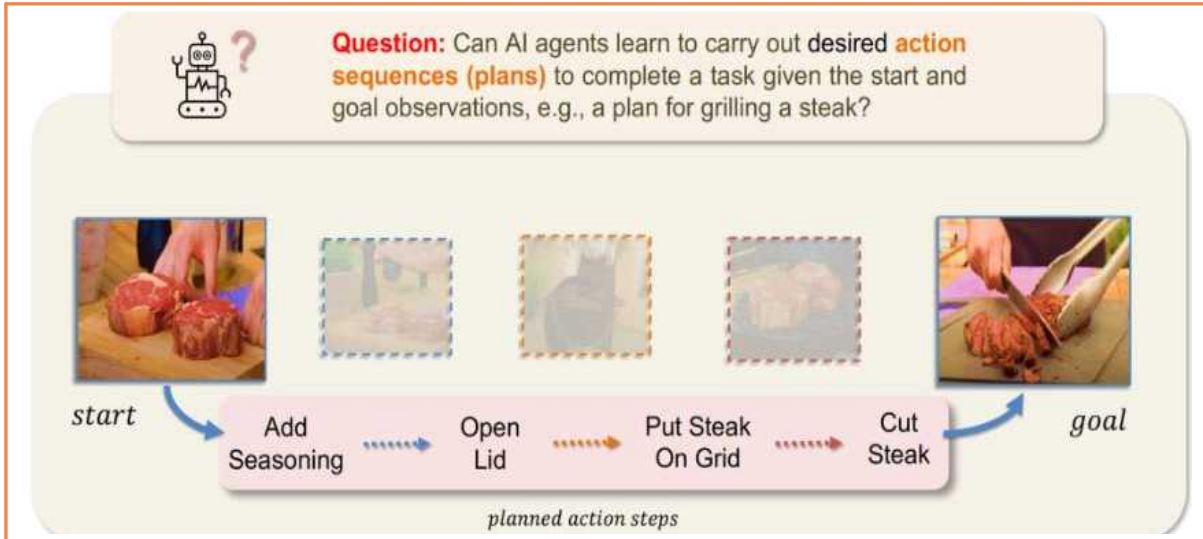 ?
Question: Can AI agents learn to carry out desired action
sequences (plans) to complete a task given the start and
goal observations, e.g., a plan for grilling a steak?
start
goal
Add
Seasoning
Open
Lid
Put Steak
On Grid
Cut
Steak
planned action steps